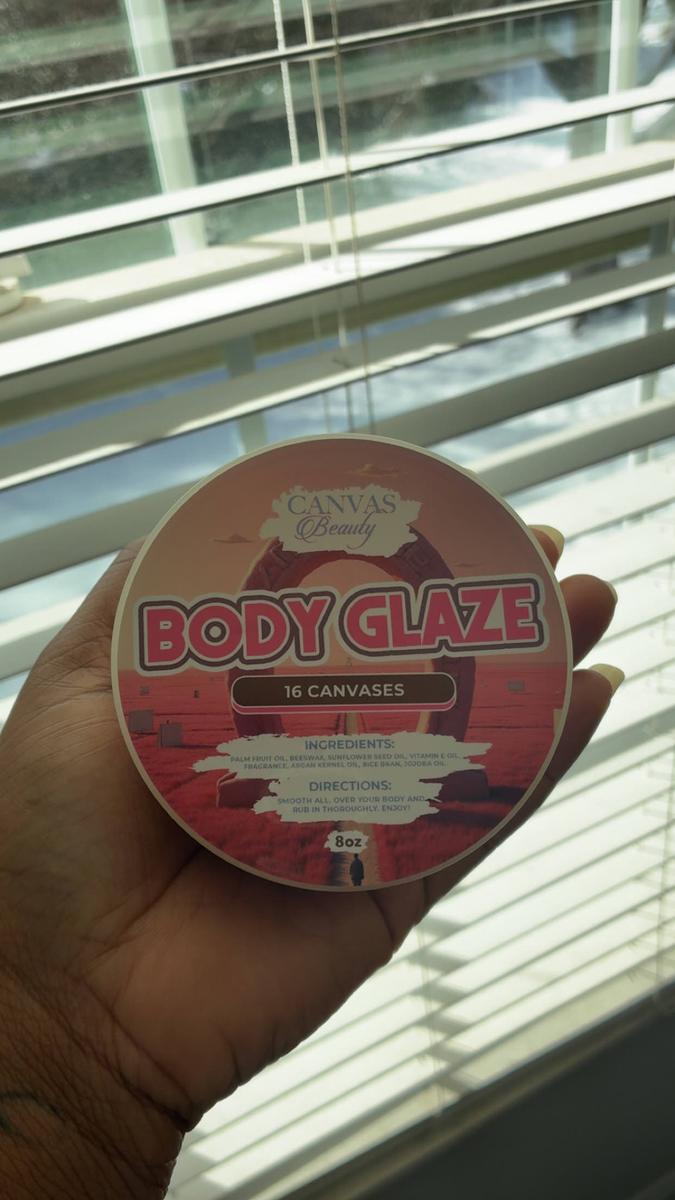 CANVAS
Beauty
BODY GLAZE
16 CANVASES
INGREDIENTS:
PALM FRUIT OIL, BEESWAX, SUNFLOWER SEED OIL, VITAMIN E OIL,
FRAGRANCE, ARGAN KERNEL OIL, RICE BRAN, JOJOBA OIL.
DIRECTIONS:
SMOOTH ALL OVER YOUR BODY AND
RUB IN THOROUGHLY. ENJOY!
8oz